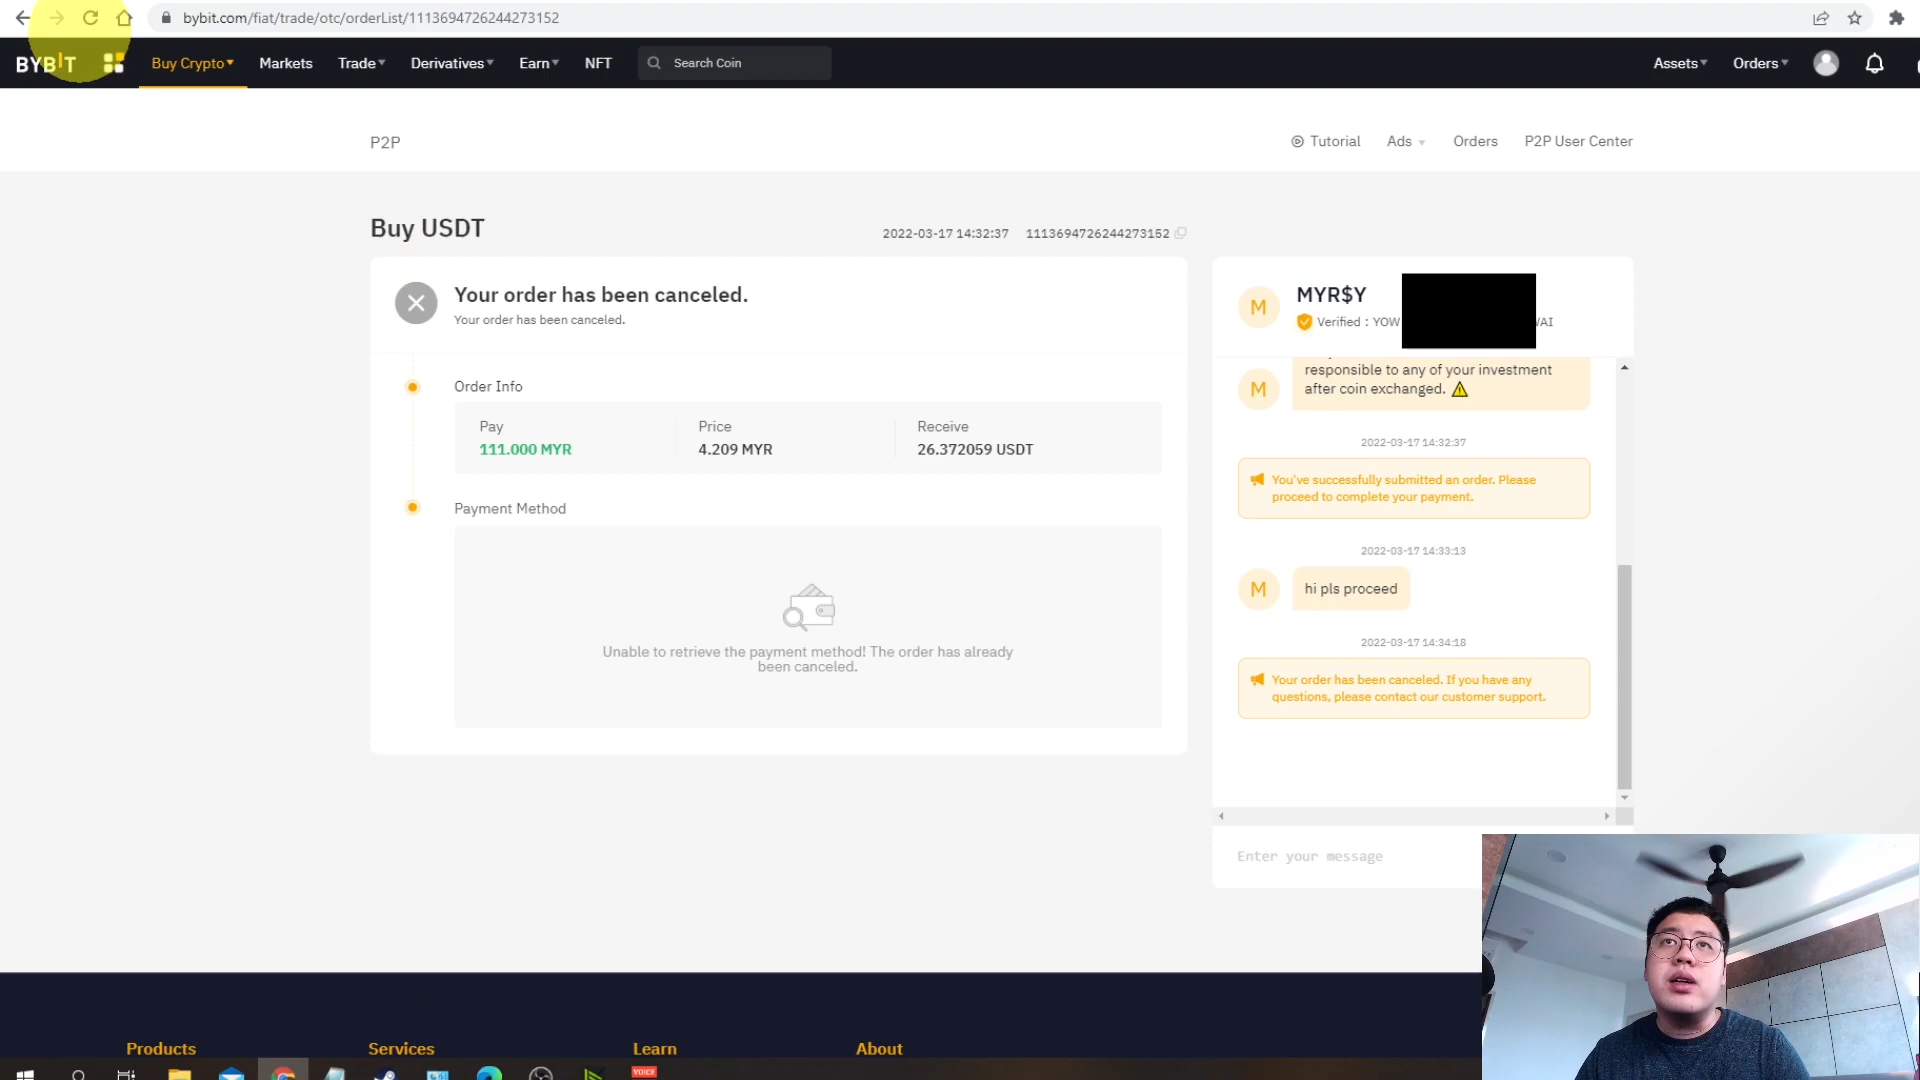 bybit.com/fiat/trade/otc/orderList/1113694726244273152
BYBIT Buy Crypto Markets Trade Derivatives Earn NFT Search Coin Assets Orders
P2P Tutorial Ads Orders P2P User Center
Buy USDT 2022-03-17 14:32:37 1113694726244273152
Your order has been canceled.
Your order has been canceled.
Order Info
Pay Price Receive
111.000 MYR 4.209 MYR 26.372059 USDT
Payment Method
Unable to retrieve the payment method! The order has already
been canceled.
M MYR$Y
Verified : YOW VAI
M responsible to any of your investment
after coin exchanged.
2022-03-17 14:32:37
You've successfully submitted an order. Please
proceed to complete your payment.
2022-03-17 14:33:13
M hi pls proceed
2022-03-17 14:34:18
Your order has been canceled. If you have any
questions, please contact our customer support.
Enter your message
Products Services Learn About
VOICE